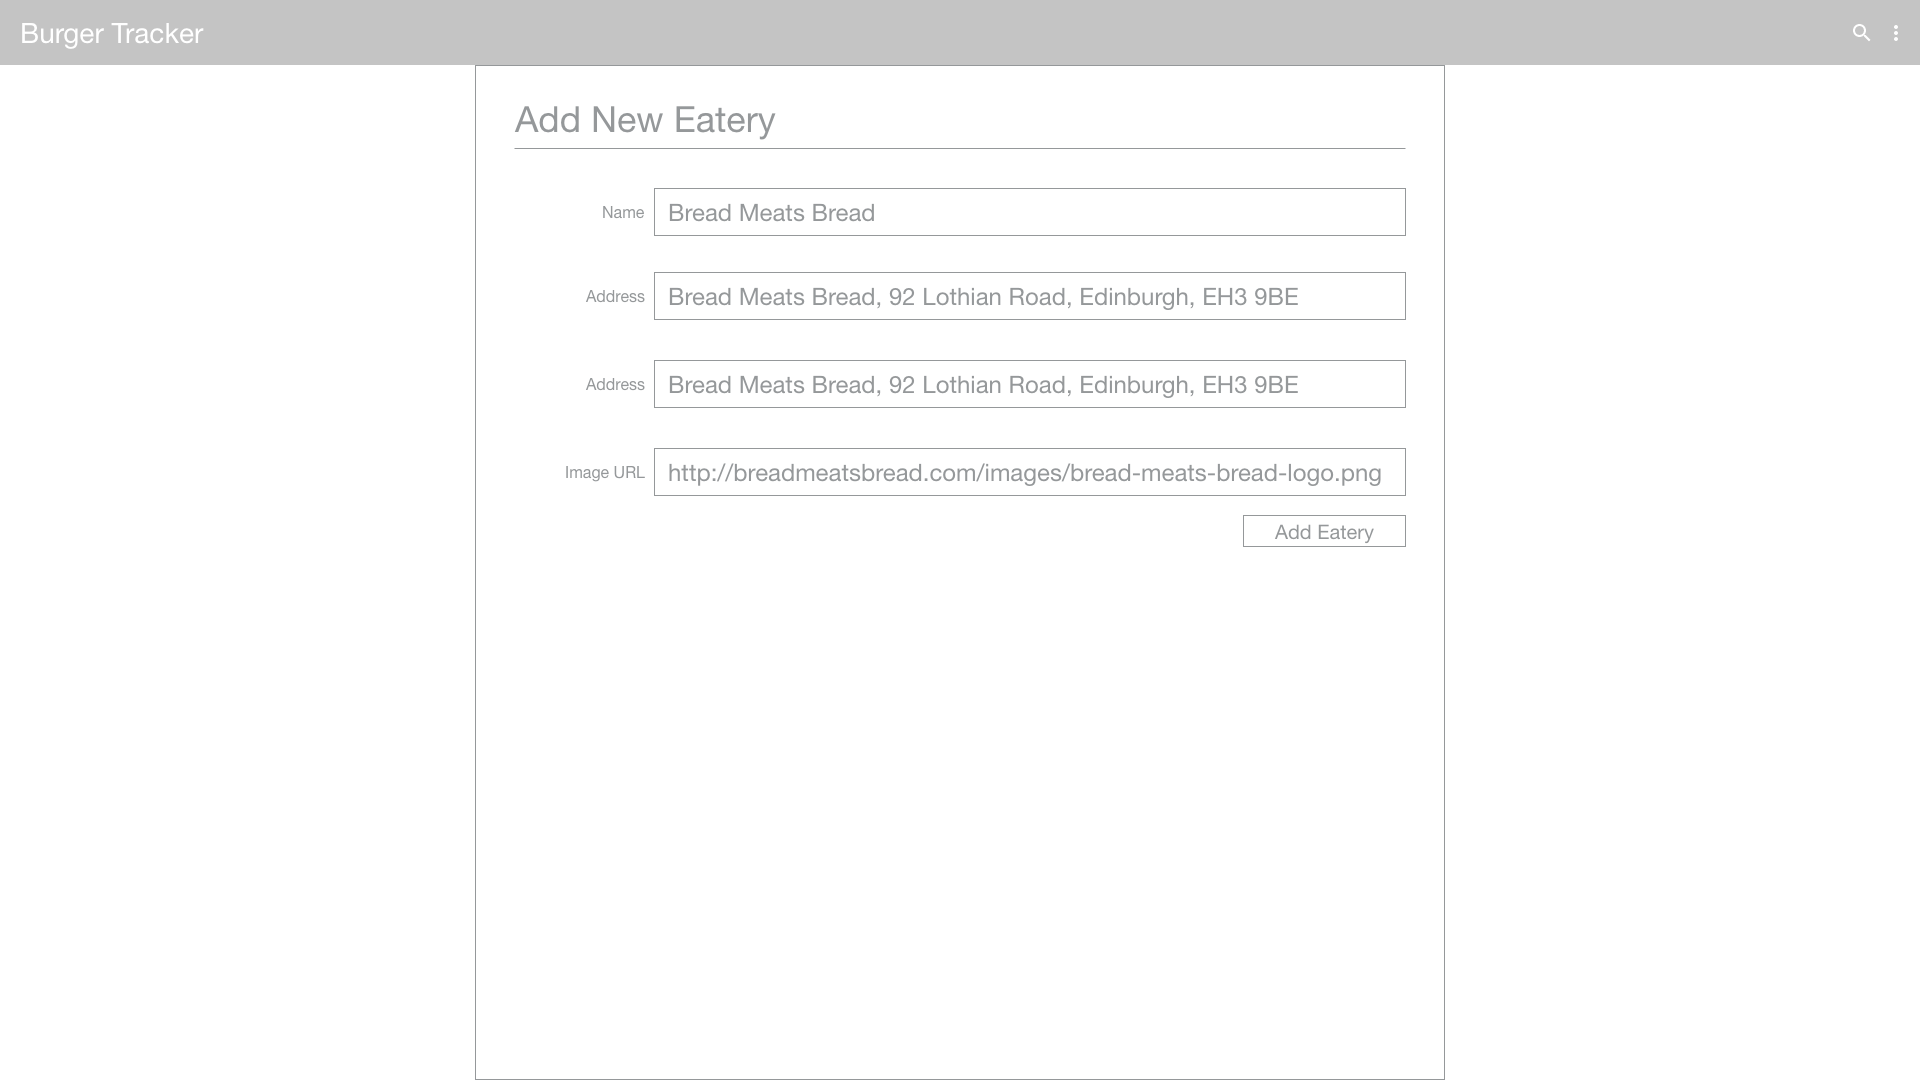 Burger Tracker
Add New Eatery
Name
Bread Meats Bread
Address
Bread Meats Bread, 92 Lothian Road, Edinburgh, EH3 9BE
Address
Bread Meats Bread, 92 Lothian Road, Edinburgh, EH3 9BE
Image URL
http://breadmeatsbread.com/images/bread-meats-bread-logo.png
Add Eatery